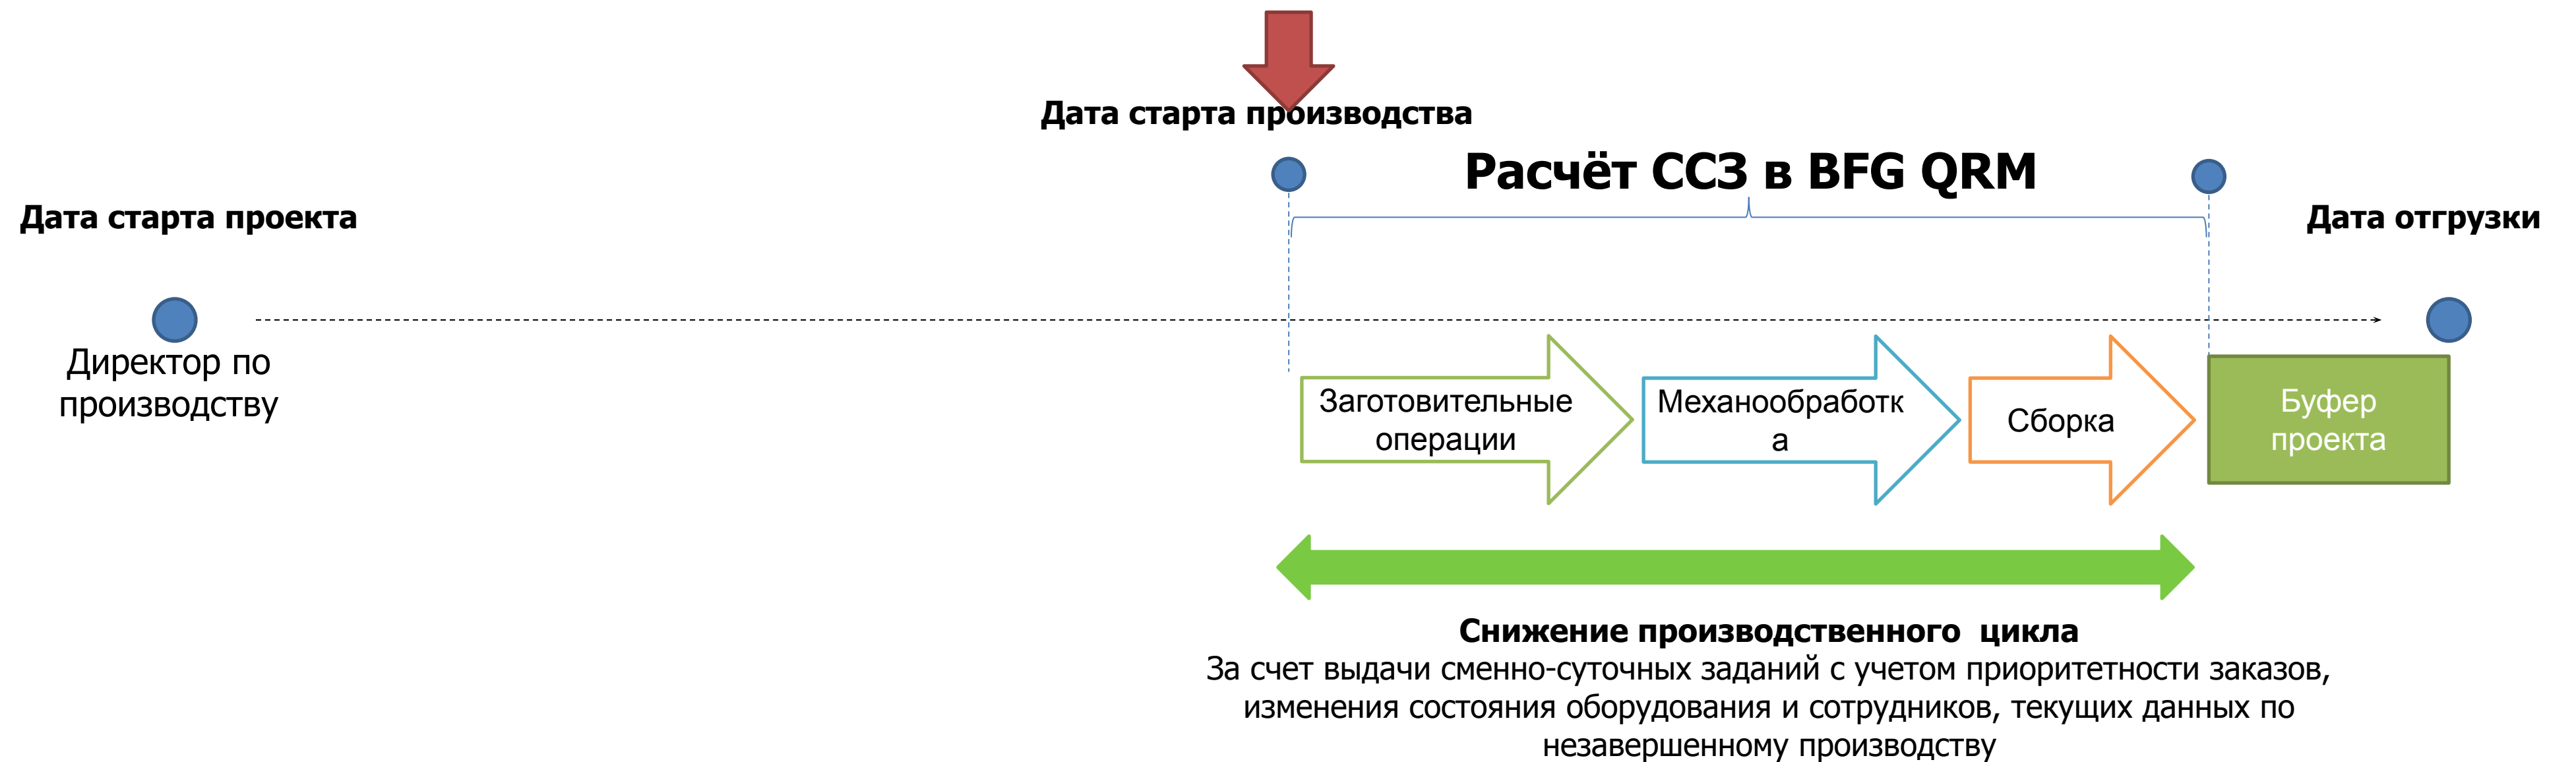 Дата старта производства
Расчёт ССЗ в BFG QRM
Дата старта проекта
Дата отгрузки
Директор по
производству
Заготовительные
операции
Механообработк
а
Сборка
Буфер
проекта
Снижение производственного  цикла
За счет выдачи сменно-суточных заданий с учетом приоритетности заказов,
изменения состояния оборудования и сотрудников, текущих данных по
незавершенному производству